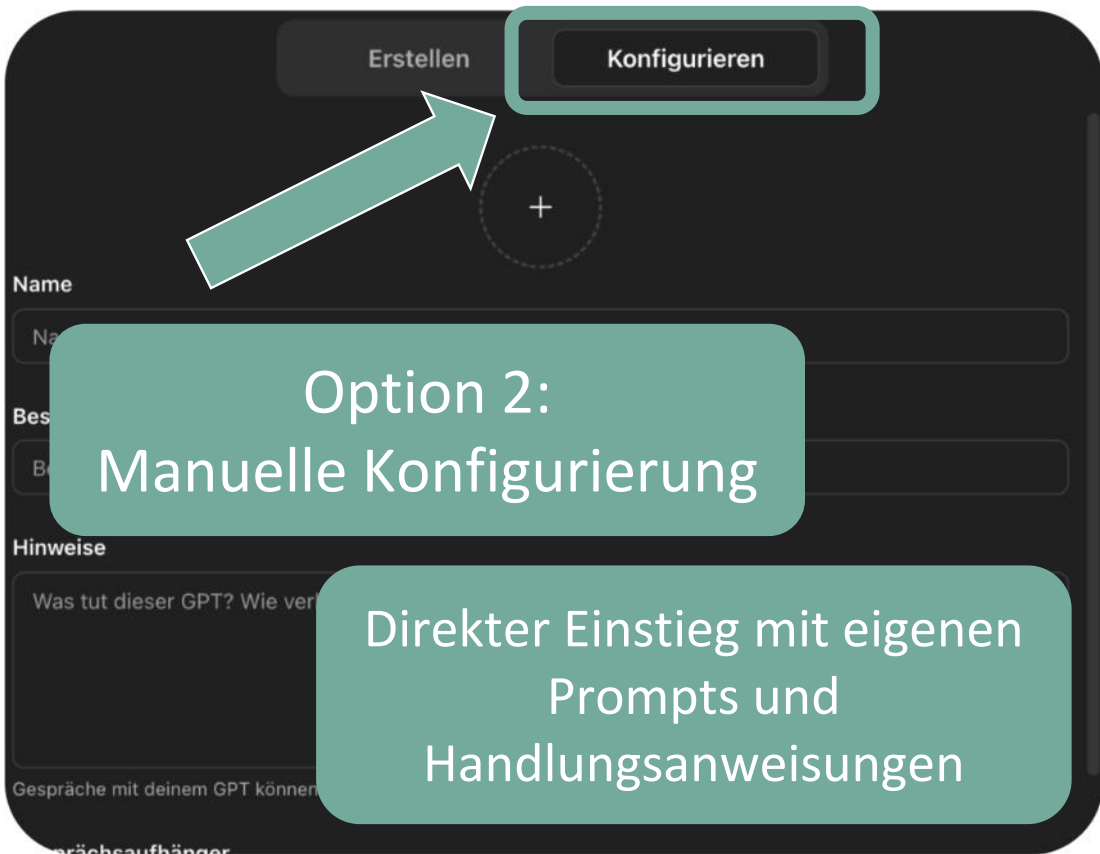 Erstellen
Konfigurieren
Name
Option 2:
Manuelle Konfigurierung
Hinweise
Was tut dieser GPT? Wie
Direkter Einstieg mit eigenen
Prompts und
Handlungsanweisungen
Gespräche mit deinem GPT können